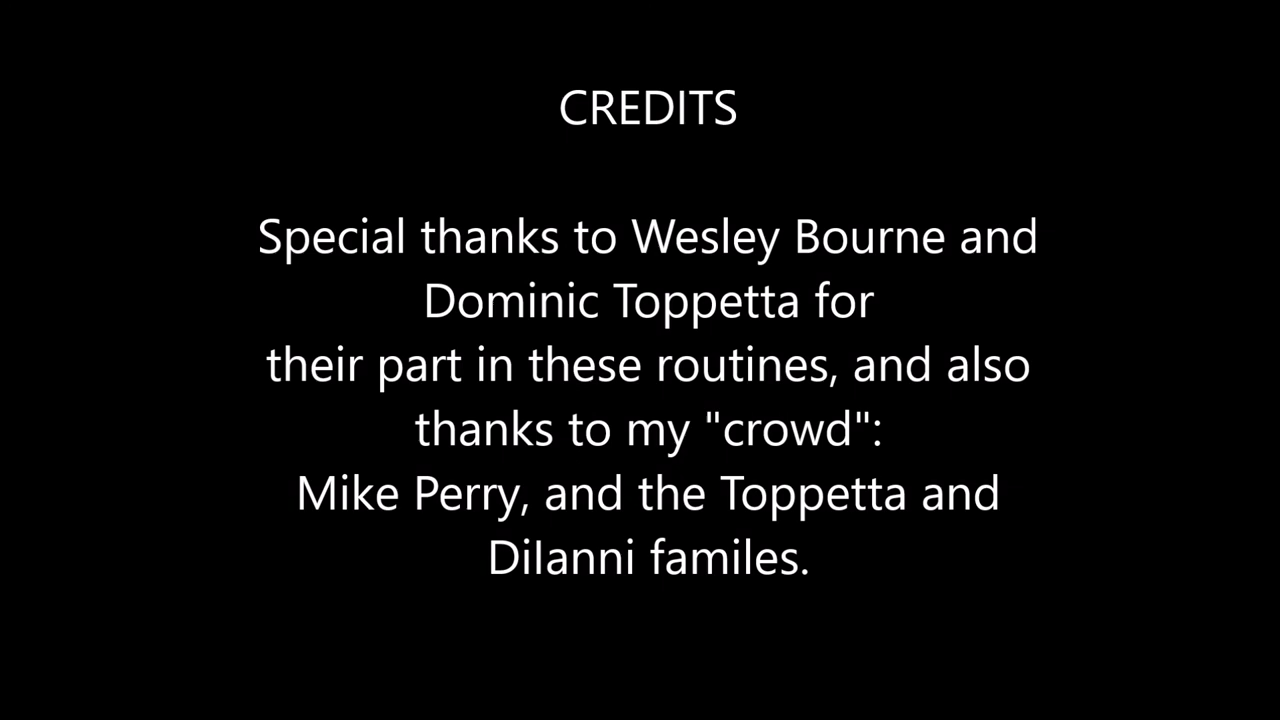 CREDITS
Special thanks to Wesley Bourne and
Dominic Toppetta for
their part in these routines, and also
thanks to my "crowd":
Mike Perry, and the Toppetta and
DiIanni familes.